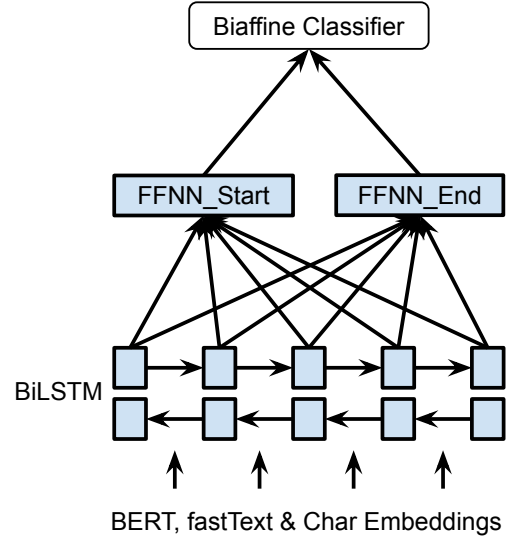 Biaffine Classifier
FFNN_Start
FFNN_End
BiLSTM
BERT, fastText & Char Embeddings